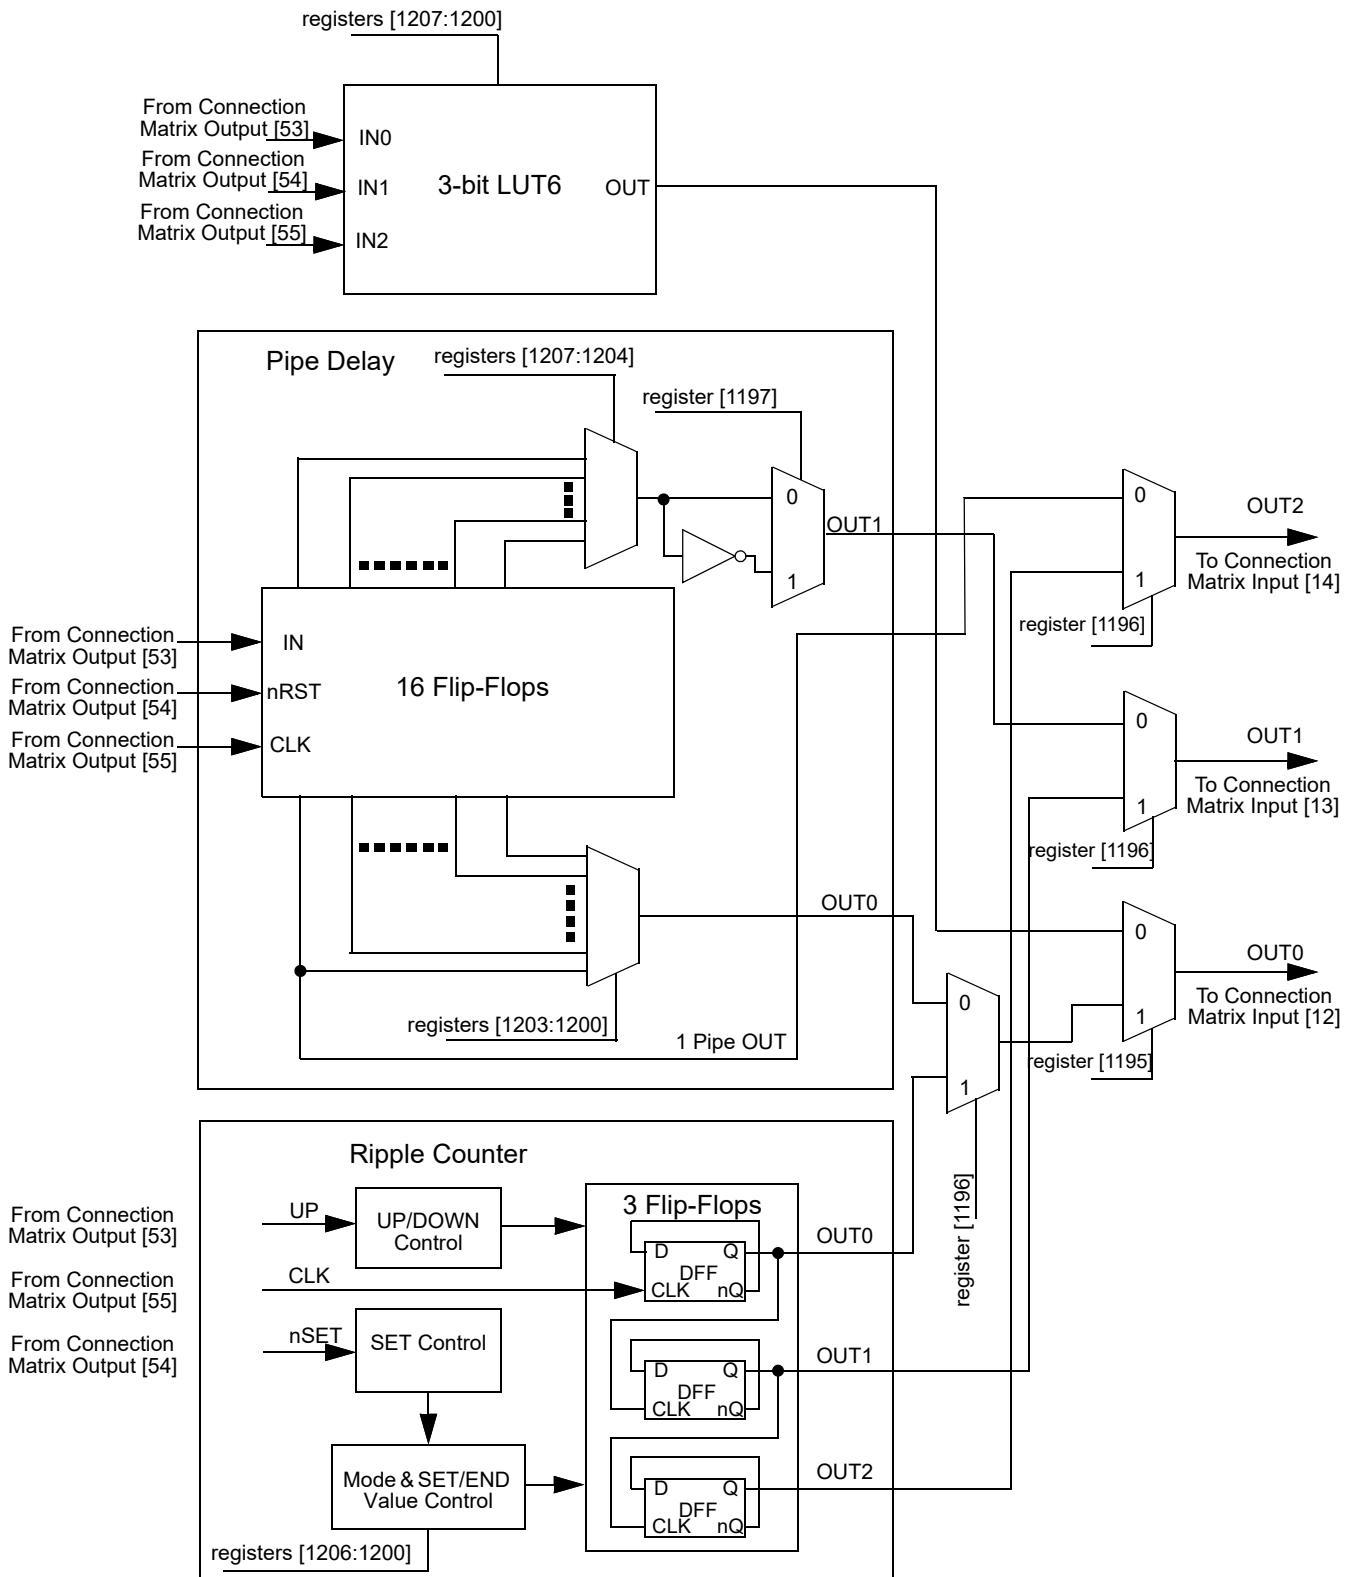 registers [1207:1200]
From Connection
Matrix Output [53]
IN0
From Connection
Matrix Output [54]
IN1
3-bit LUT6
OUT
From Connection
Matrix Output [55]
IN2
Pipe Delay
registers [1207:1204]
register [1197]
0
OUT1
1
0
OUT2
1
To Connection
Matrix Input [14]
register [1196]
From Connection
Matrix Output [53]
IN
From Connection
Matrix Output [54]
nRST
16 Flip-Flops
From Connection
Matrix Output [55]
CLK
0
OUT1
1
To Connection
Matrix Input [13]
register [1196]
OUT0
registers [1203:1200]
1 Pipe OUT
0
1
0
OUT0
1
To Connection
Matrix Input [12]
register [1195]
register [1196]
Ripple Counter
From Connection
Matrix Output [53]
UP
UP/DOWN
Control
3 Flip-Flops
D
Q
DFF
CLK
nQ
OUT0
From Connection
Matrix Output [55]
CLK
From Connection
Matrix Output [54]
nSET
SET Control
D
Q
DFF
CLK
nQ
OUT1
Mode & SET/END
Value Control
D
Q
DFF
CLK
nQ
OUT2
registers [1206:1200]